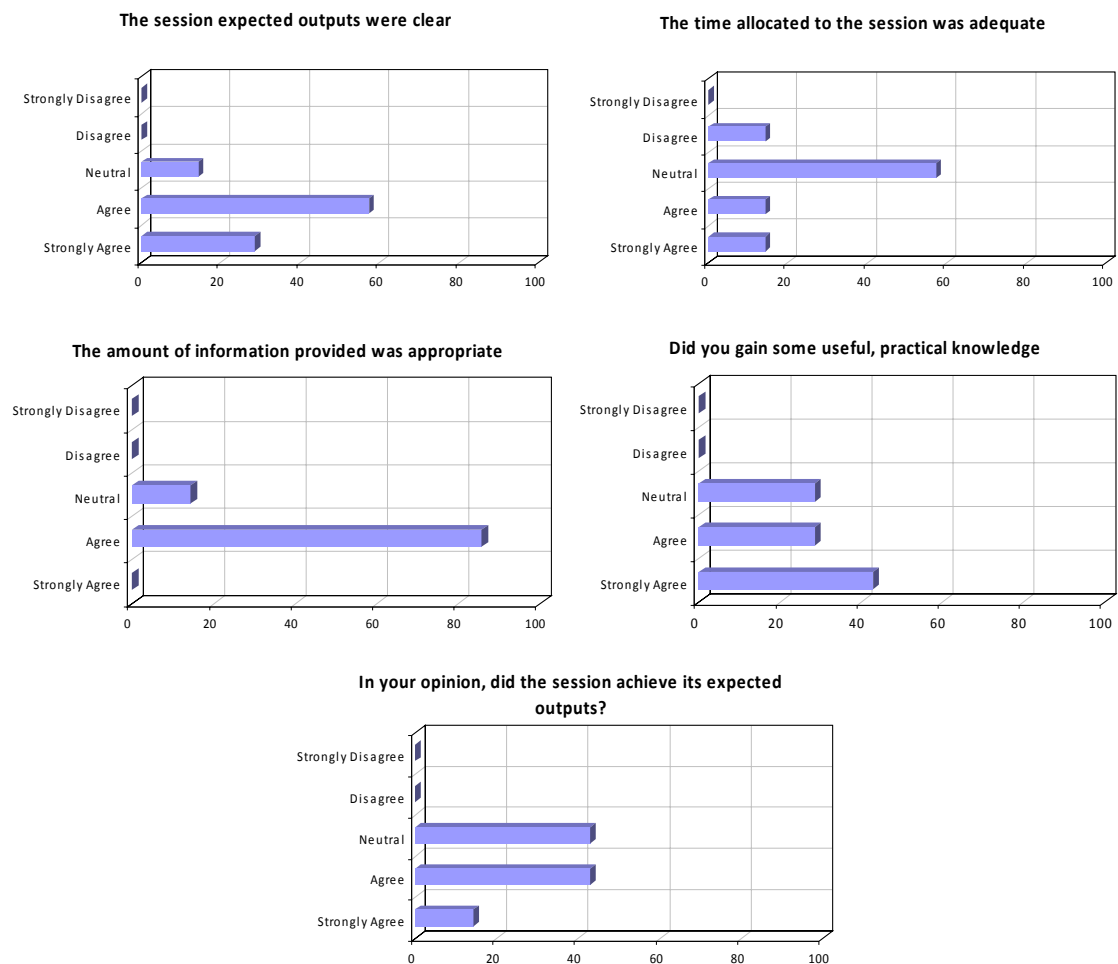 The session expected outputs were clear
Strongly Disagree
Disagree
Neutral
Agree
Strongly Agree
0 20 40 60 80 100
The time allocated to the session was adequate
Strongly Disagree
Disagree
Neutral
Agree
Strongly Agree
0 20 40 60 80 100
The amount of information provided was appropriate
Strongly Disagree
Disagree
Neutral
Agree
Strongly Agree
0 20 40 60 80 100
Did you gain some useful, practical knowledge
Strongly Disagree
Disagree
Neutral
Agree
Strongly Agree
0 20 40 60 80 100
In your opinion, did the session achieve its expected
outputs?
Strongly Disagree
Disagree
Neutral
Agree
Strongly Agree
0 20 40 60 80 100